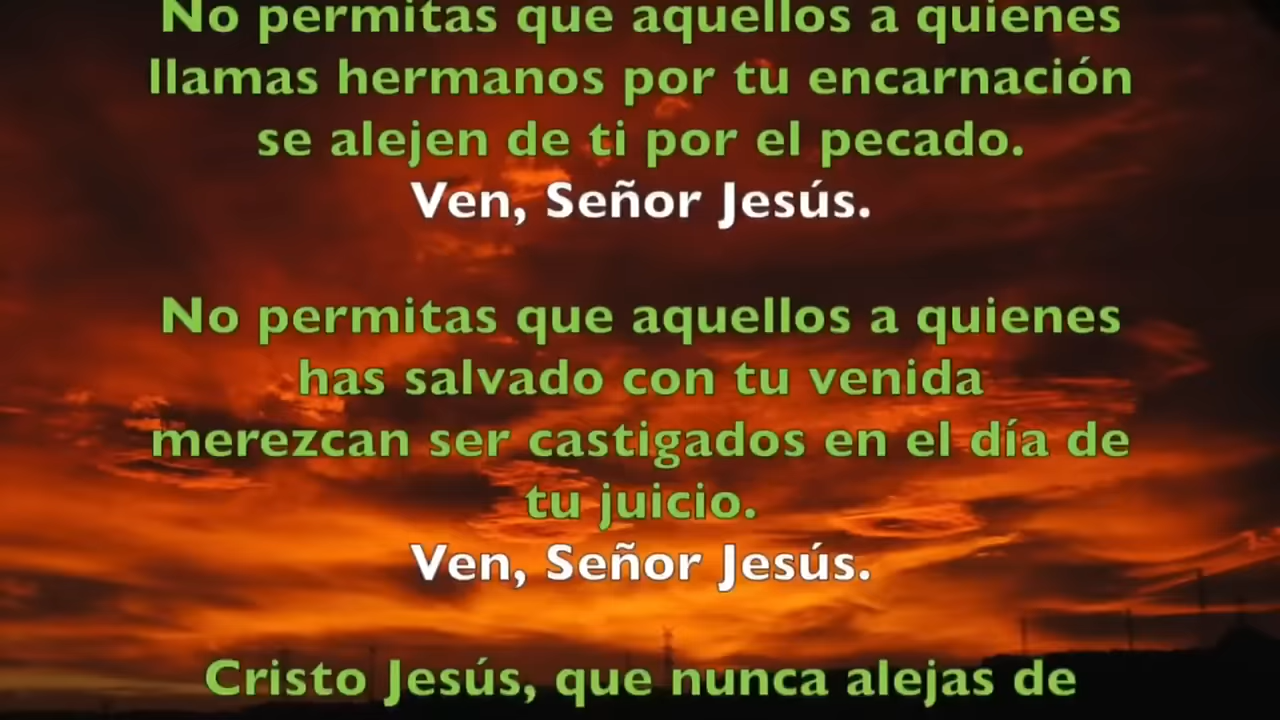 No permitas que aquellos a quienes
llamas hermanos por tu encarnación
se alejen de ti por el pecado.
Ven, Señor Jesús.
No permitas que aquellos a quienes
has salvado con tu venida
merezcan ser castigados en el día de
tu juicio.
Ven, Señor Jesús.
Cristo Jesús, que nunca alejas de